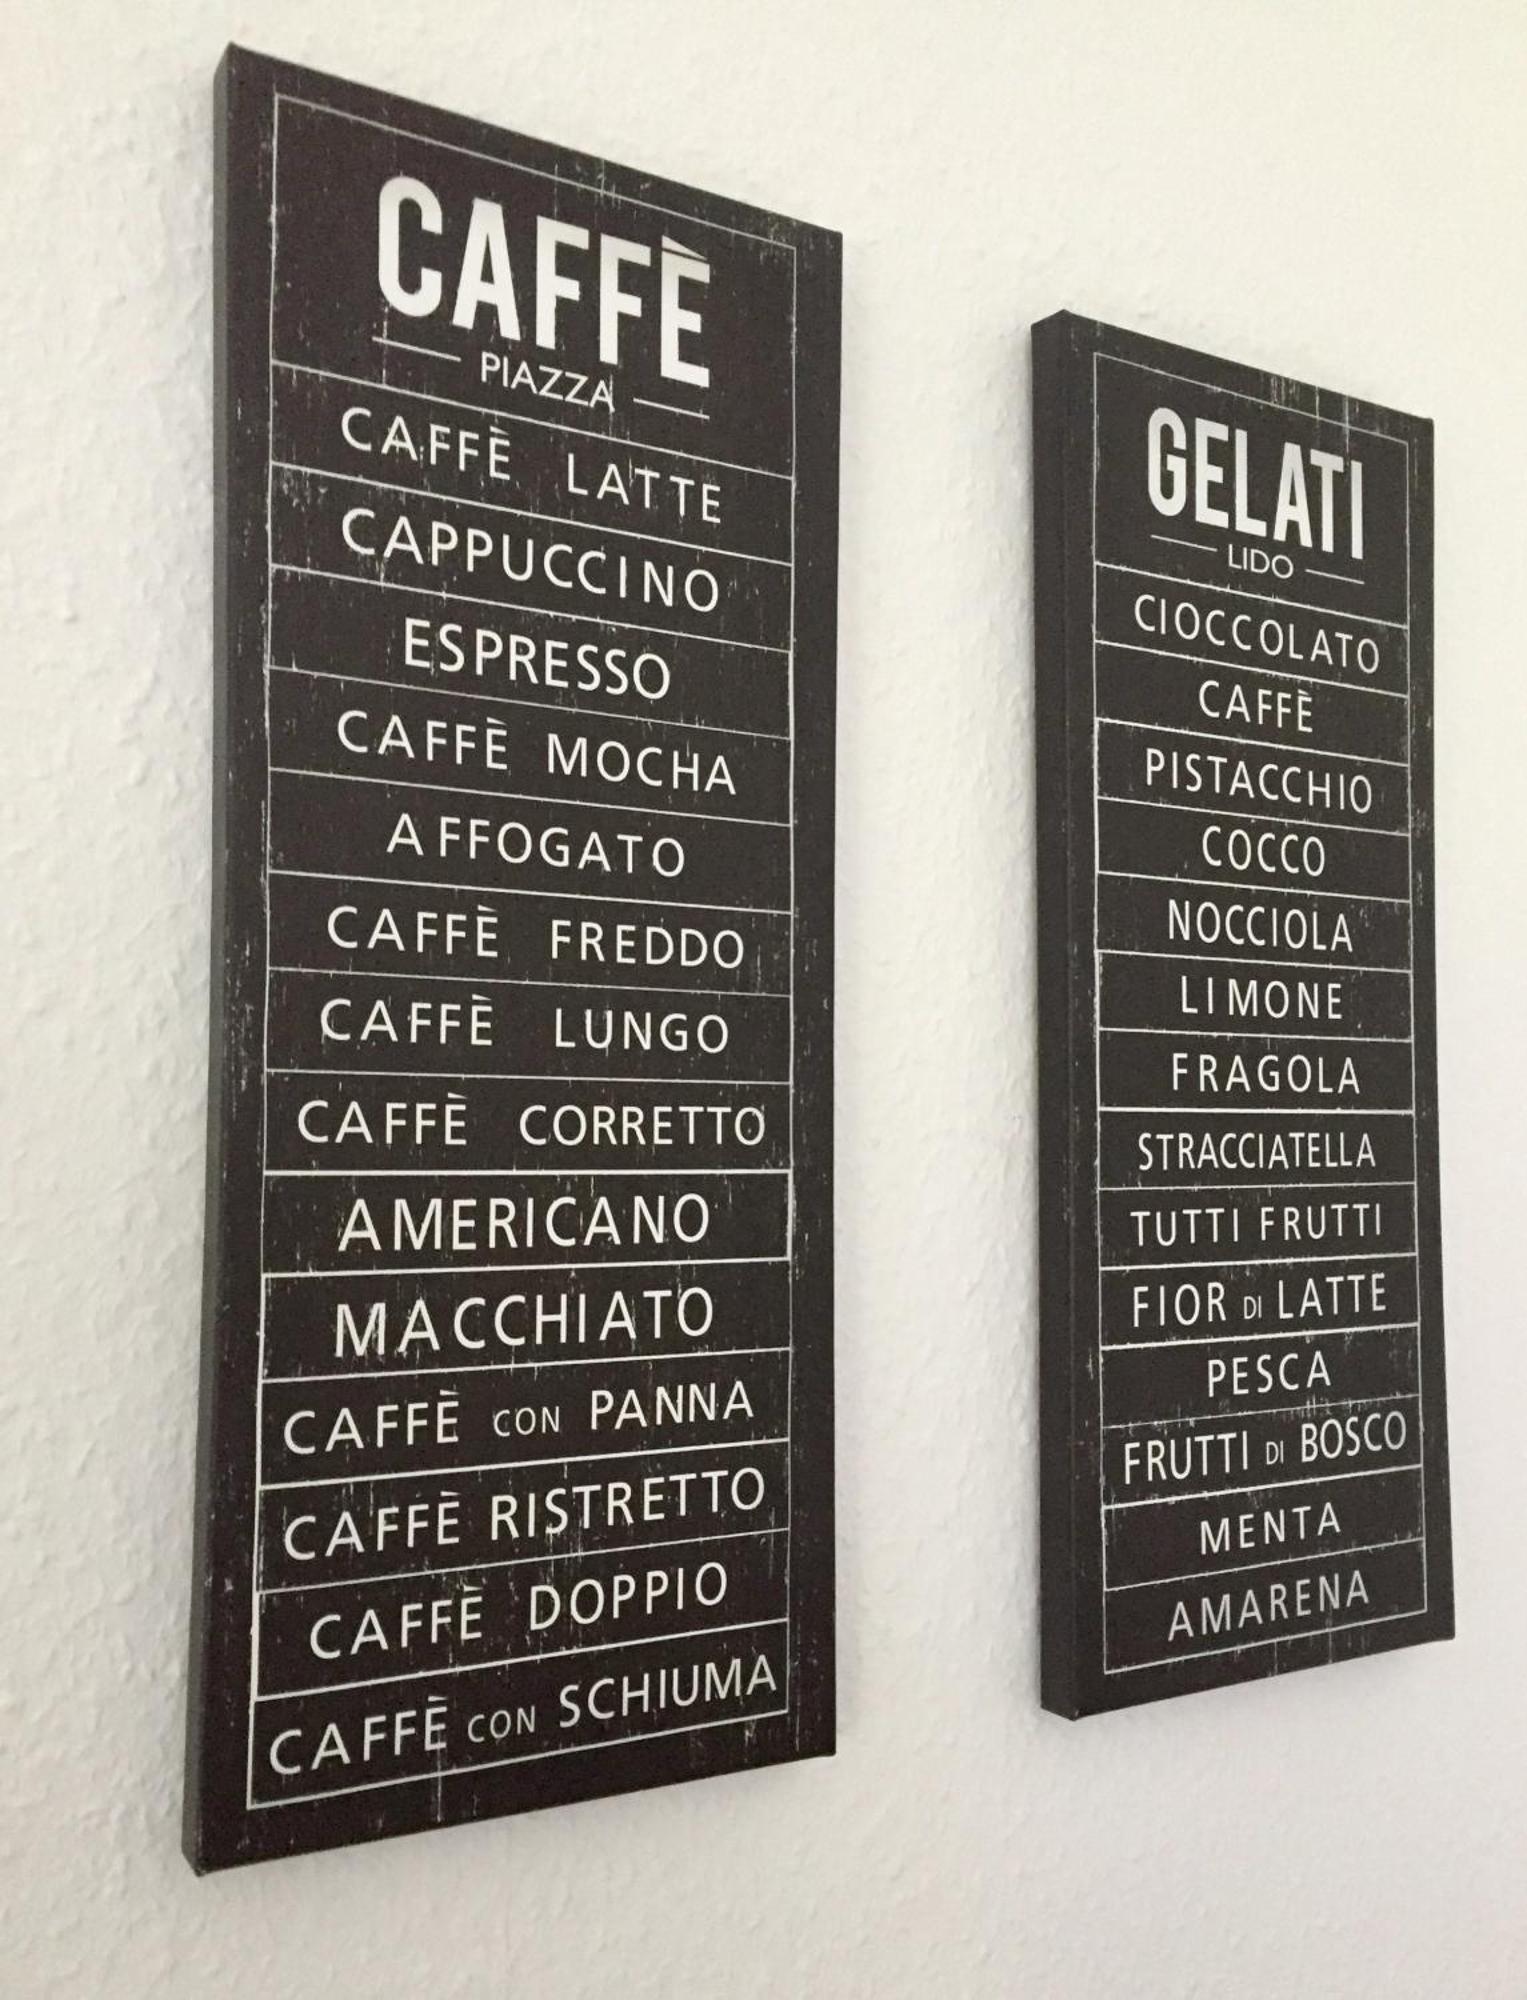 CAFFÈ
PIAZZA
CAFFÈ LATTE
CAPPUCCINO
ESPRESSO
CAFFÈ MOCHA
AFFOGATO
CAFFÈ FREDDO
CAFFÈ LUNGO
CAFFÈ CORRETTO
AMERICANO
MACCHIATO
CAFFÈ CON PANNA
CAFFÈ RISTRETTO
CAFFÈ DOPPIO
CAFFÈ CON SCHIUMA
GELATI
LIDO
CIOCCOLATO
CAFFÈ
PISTACCHIO
COCCO
NOCCIOLA
LIMONE
FRAGOLA
STRACCIATELLA
TUTTI FRUTTI
FIOR DI LATTE
PESCA
FRUTTI DI BOSCO
MENTA
AMARENA